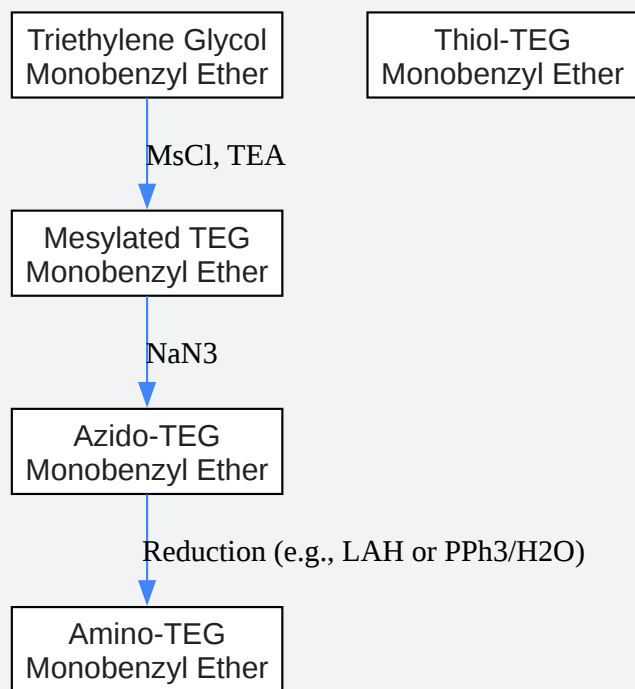 Triethylene Glycol
Monobenzyl Ether
Thiol-TEG
Monobenzyl Ether
MsCl, TEA
Mesylated TEG
Monobenzyl Ether
NaN3
Azido-TEG
Monobenzyl Ether
Reduction (e.g., LAH or PPh3/H2O)
Amino-TEG
Monobenzyl Ether